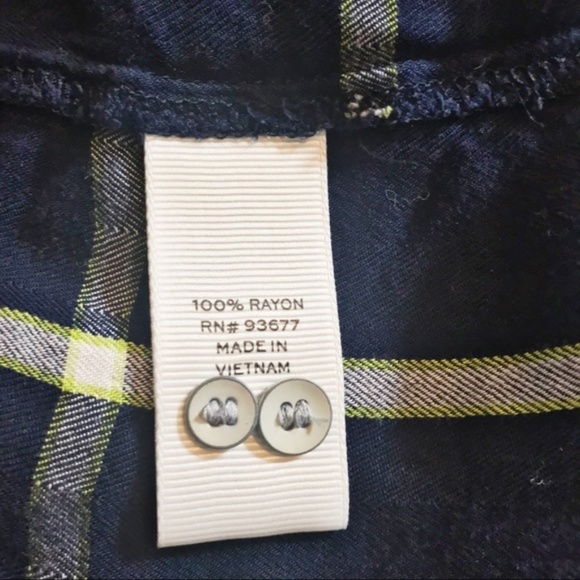 100% RAYON
RN# 93677
MADE IN
VIETNAM